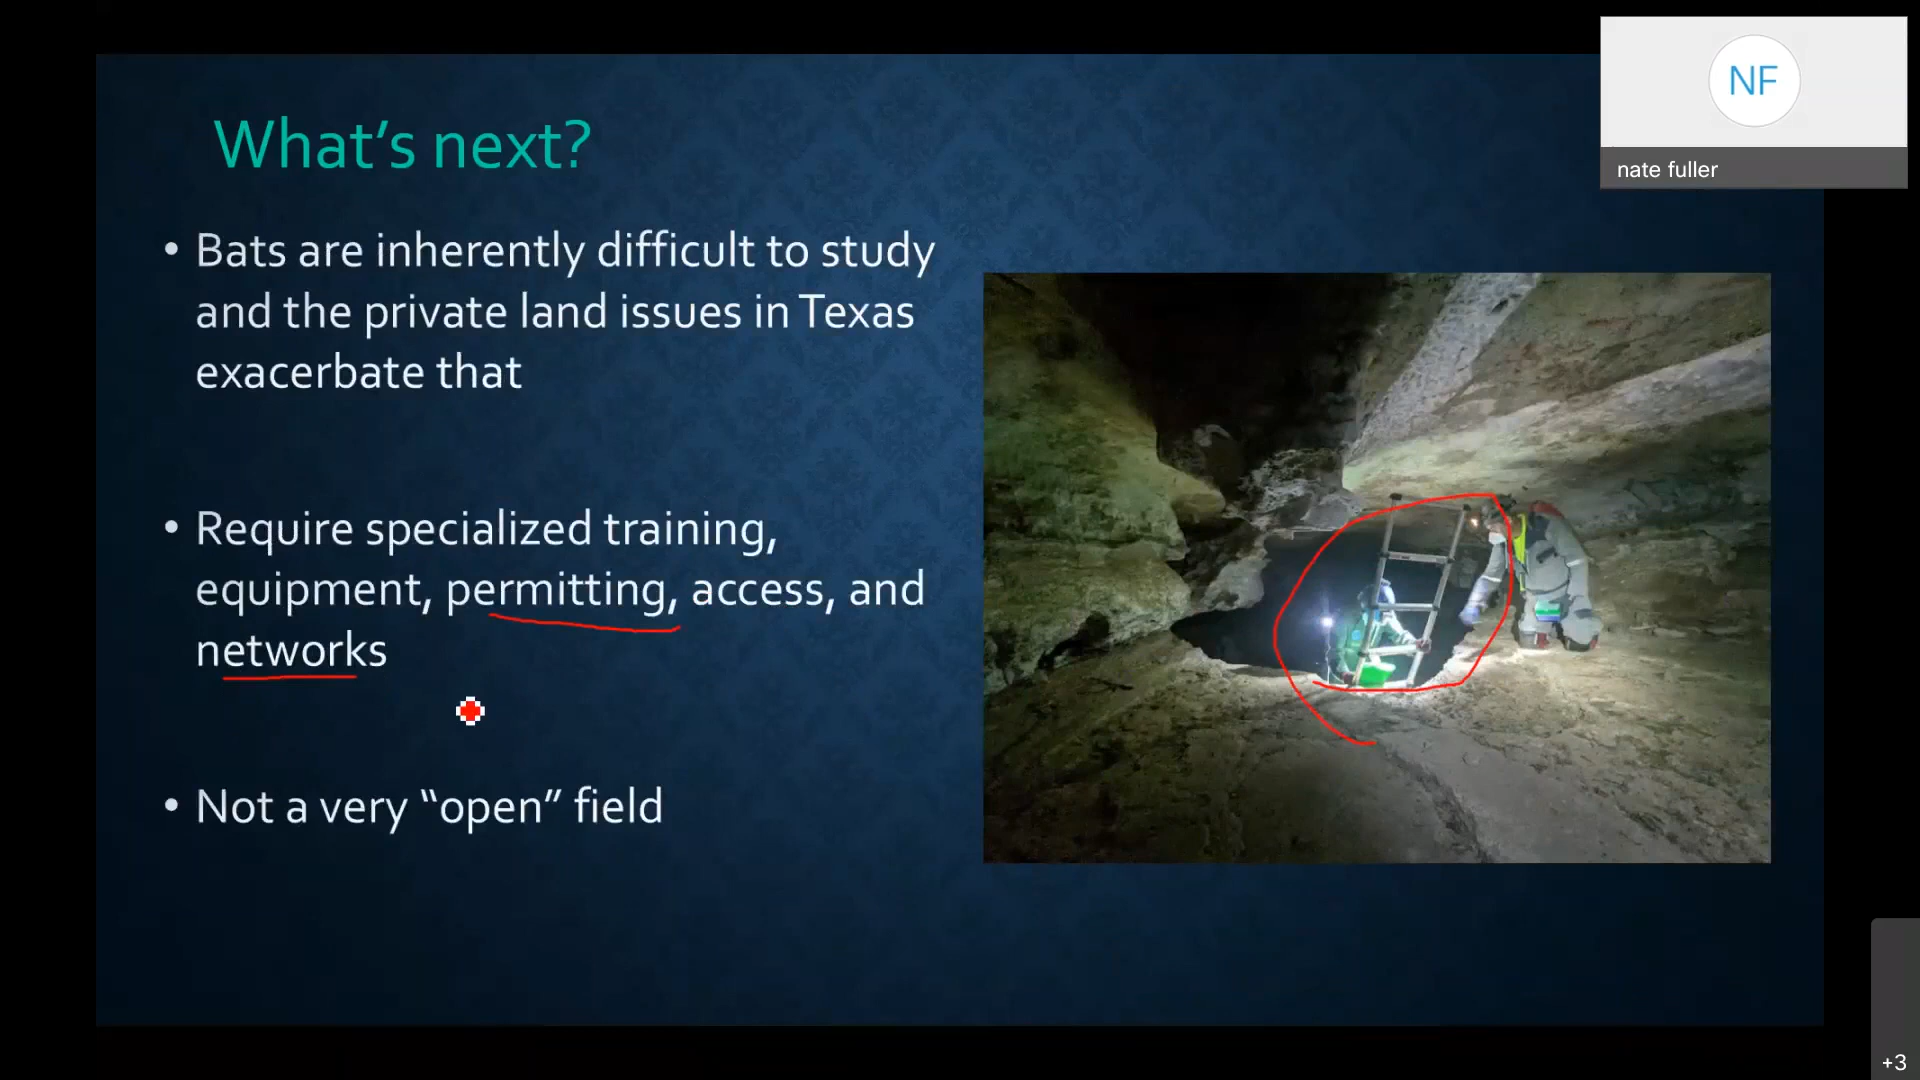 What's next?
• Bats are inherently difficult to study
and the private land issues in Texas
exacerbate that
• Require specialized training,
equipment, permitting, access, and
networks
• Not a very “open” field
NF
nate fuller
+3